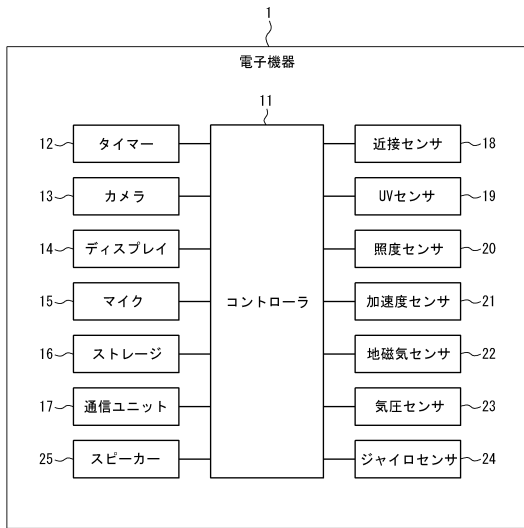 1
電子機器
11
12
タイマー
近接センサ
18
13
カメラ
UVセンサ
19
14
ディスプレイ
照度センサ
20
15
マイク
コントローラ
加速度センサ
21
16
ストレージ
地磁気センサ
22
17
通信ユニット
気圧センサ
23
25
スピーカー
ジャイロセンサ
24